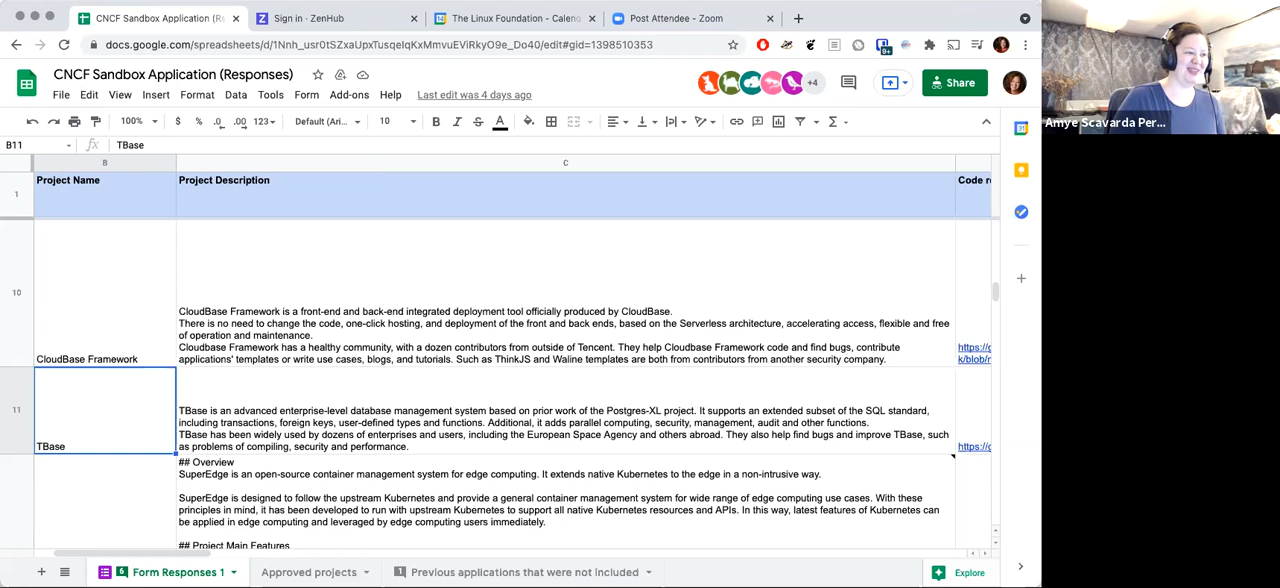 CNCF Sandbox Application (Re
Sign in · ZenHub
The Linux Foundation - Calend
Post Attendee - Zoom
docs.google.com/spreadsheets/d/1Nnh_usr0tSZxaUpxTusqeIqKxMmvuEViRkyO9e_Do40/edit#gid=1398510353
9+
CNCF Sandbox Application (Responses)
File Edit View Insert Format Data Tools Form Add-ons Help Last edit was 4 days ago
+4
Share
100% $ % .0 .00 123 Default (Ari... 10 B I S A
B11 fx TBase
B C
1 Project Name Project Description Code r
10 CloudBase Framework
CloudBase Framework is a front-end and back-end integrated deployment tool officially produced by CloudBase.
There is no need to change the code, one-click hosting, and deployment of the front and back ends, based on the Serverless architecture, accelerating access, flexible and free
of operation and maintenance.
CloudBase Framework has a healthy community, with a dozen contributors from outside of Tencent. They help Cloudbase Framework code and find bugs, contribute
applications' templates or write use cases, blogs, and tutorials. Such as ThinkJS and Waline templates are both from contributors from another security company.
https://g
k/blob/r
11 TBase
TBase is an advanced enterprise-level database management system based on prior work of the Postgres-XL project. It supports an extended subset of the SQL standard,
including transactions, foreign keys, user-defined types and functions. Additional, it adds parallel computing, security, management, audit and other functions.
TBase has been widely used by dozens of enterprises and users, including the European Space Agency and others abroad. They also help find bugs and improve TBase, such
as problems of compiling, security and performance.
https://g
## Overview
SuperEdge is an open-source container management system for edge computing. It extends native Kubernetes to the edge in a non-intrusive way.
SuperEdge is designed to follow the upstream Kubernetes and provide a general container management system for wide range of edge computing use cases. With these
principles in mind, it has been developed to run with upstream Kubernetes to support all native Kubernetes resources and APIs. In this way, latest features of Kubernetes can
be applied in edge computing and leveraged by edge computing users immediately.
## Project Main Features
6 Form Responses 1
Approved projects
1 Previous applications that were not included
Explore
Amye Scavarda Per...